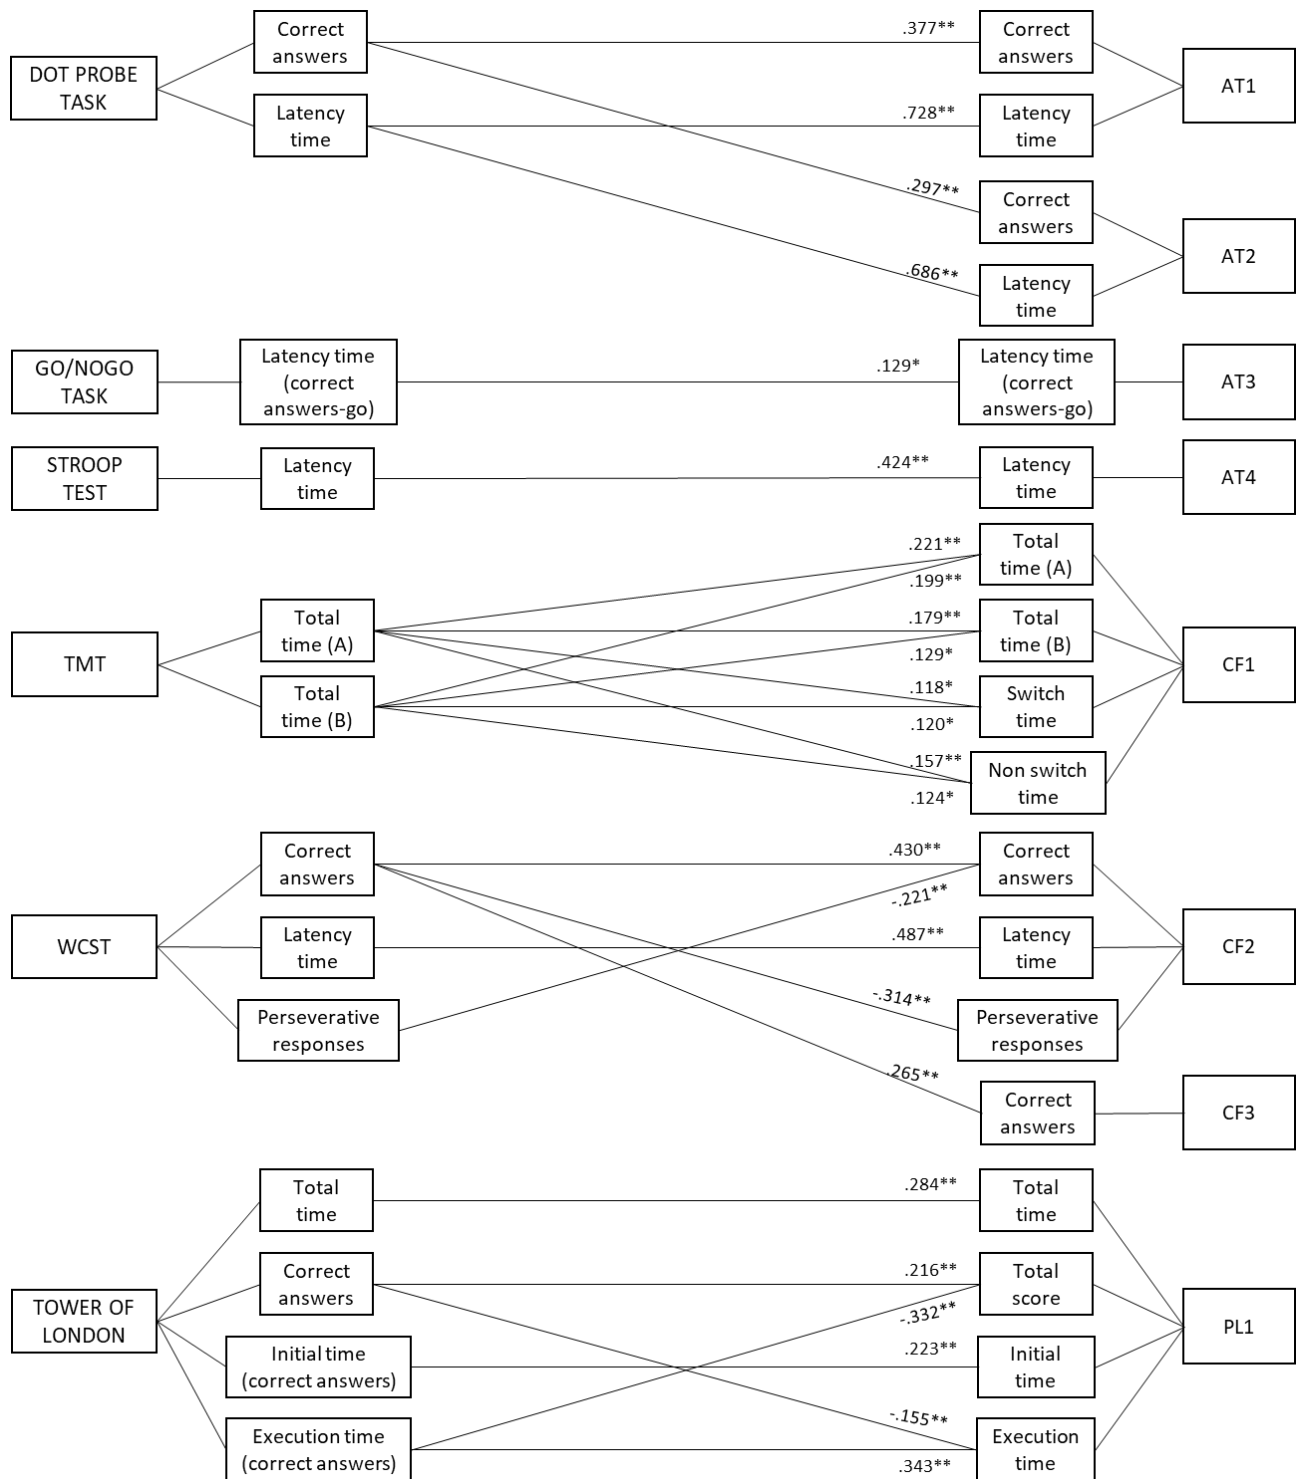 DOT PROBE
TASK
Correct
answers
Latency
time
.377**
.728**
.297**
.686**
Correct
answers
Latency
time
Correct
answers
Latency
time
AT1
AT2
GO/NOGO
TASK
Latency time
(correct
answers-go)
.129*
Latency time
(correct
answers-go)
AT3
STROOP
TEST
Latency
time
.424**
Latency
time
AT4
TMT
Total
time (A)
Total
time (B)
.221**
.199**
.179**
.129*
.118*
.120*
.157**
.124*
Total
time (A)
Total
time (B)
Switch
time
Non switch
time
CF1
WCST
Correct
answers
Latency
time
Perseverative
responses
.430**
-.221**
.487**
-.314**
.265**
Correct
answers
Latency
time
Perseverative
responses
Correct
answers
CF2
CF3
TOWER OF
LONDON
Total
time
Correct
answers
Initial time
(correct answers)
Execution time
(correct answers)
.284**
.216**
-.332**
.223**
-.155**
.343**
Total
time
Total
score
Initial
time
Execution
time
PL1